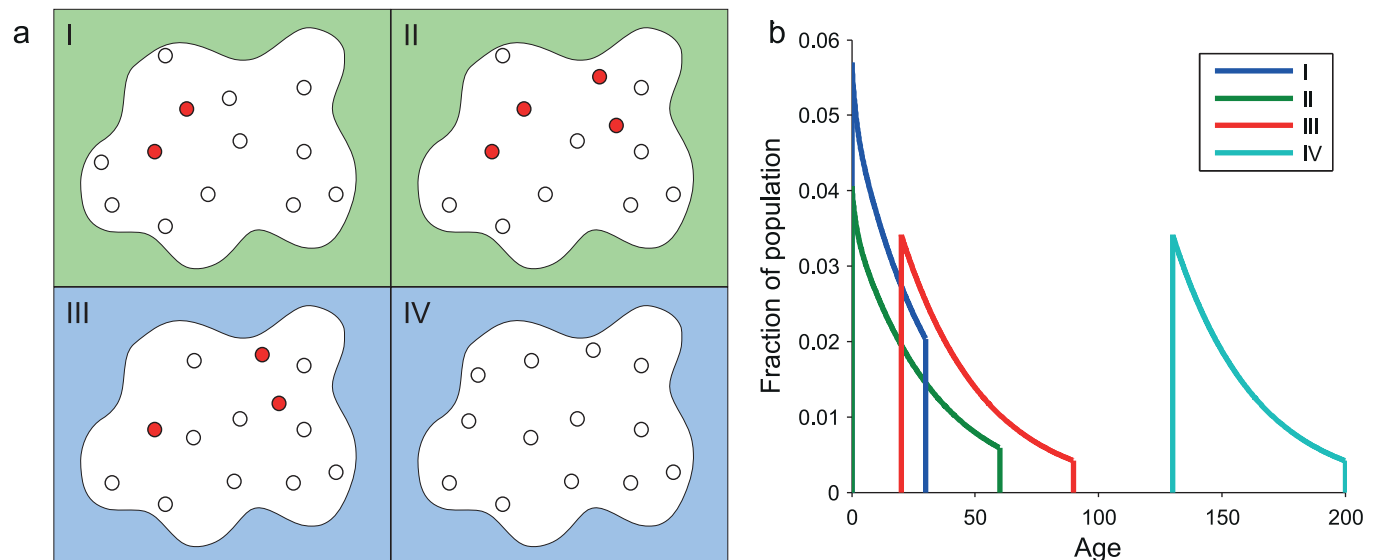 a
I
II
III
IV
b
0.06
0.05
0.04
0.03
0.02
0.01
0
Fraction of population
0
50
100
150
200
Age
I
II
III
IV